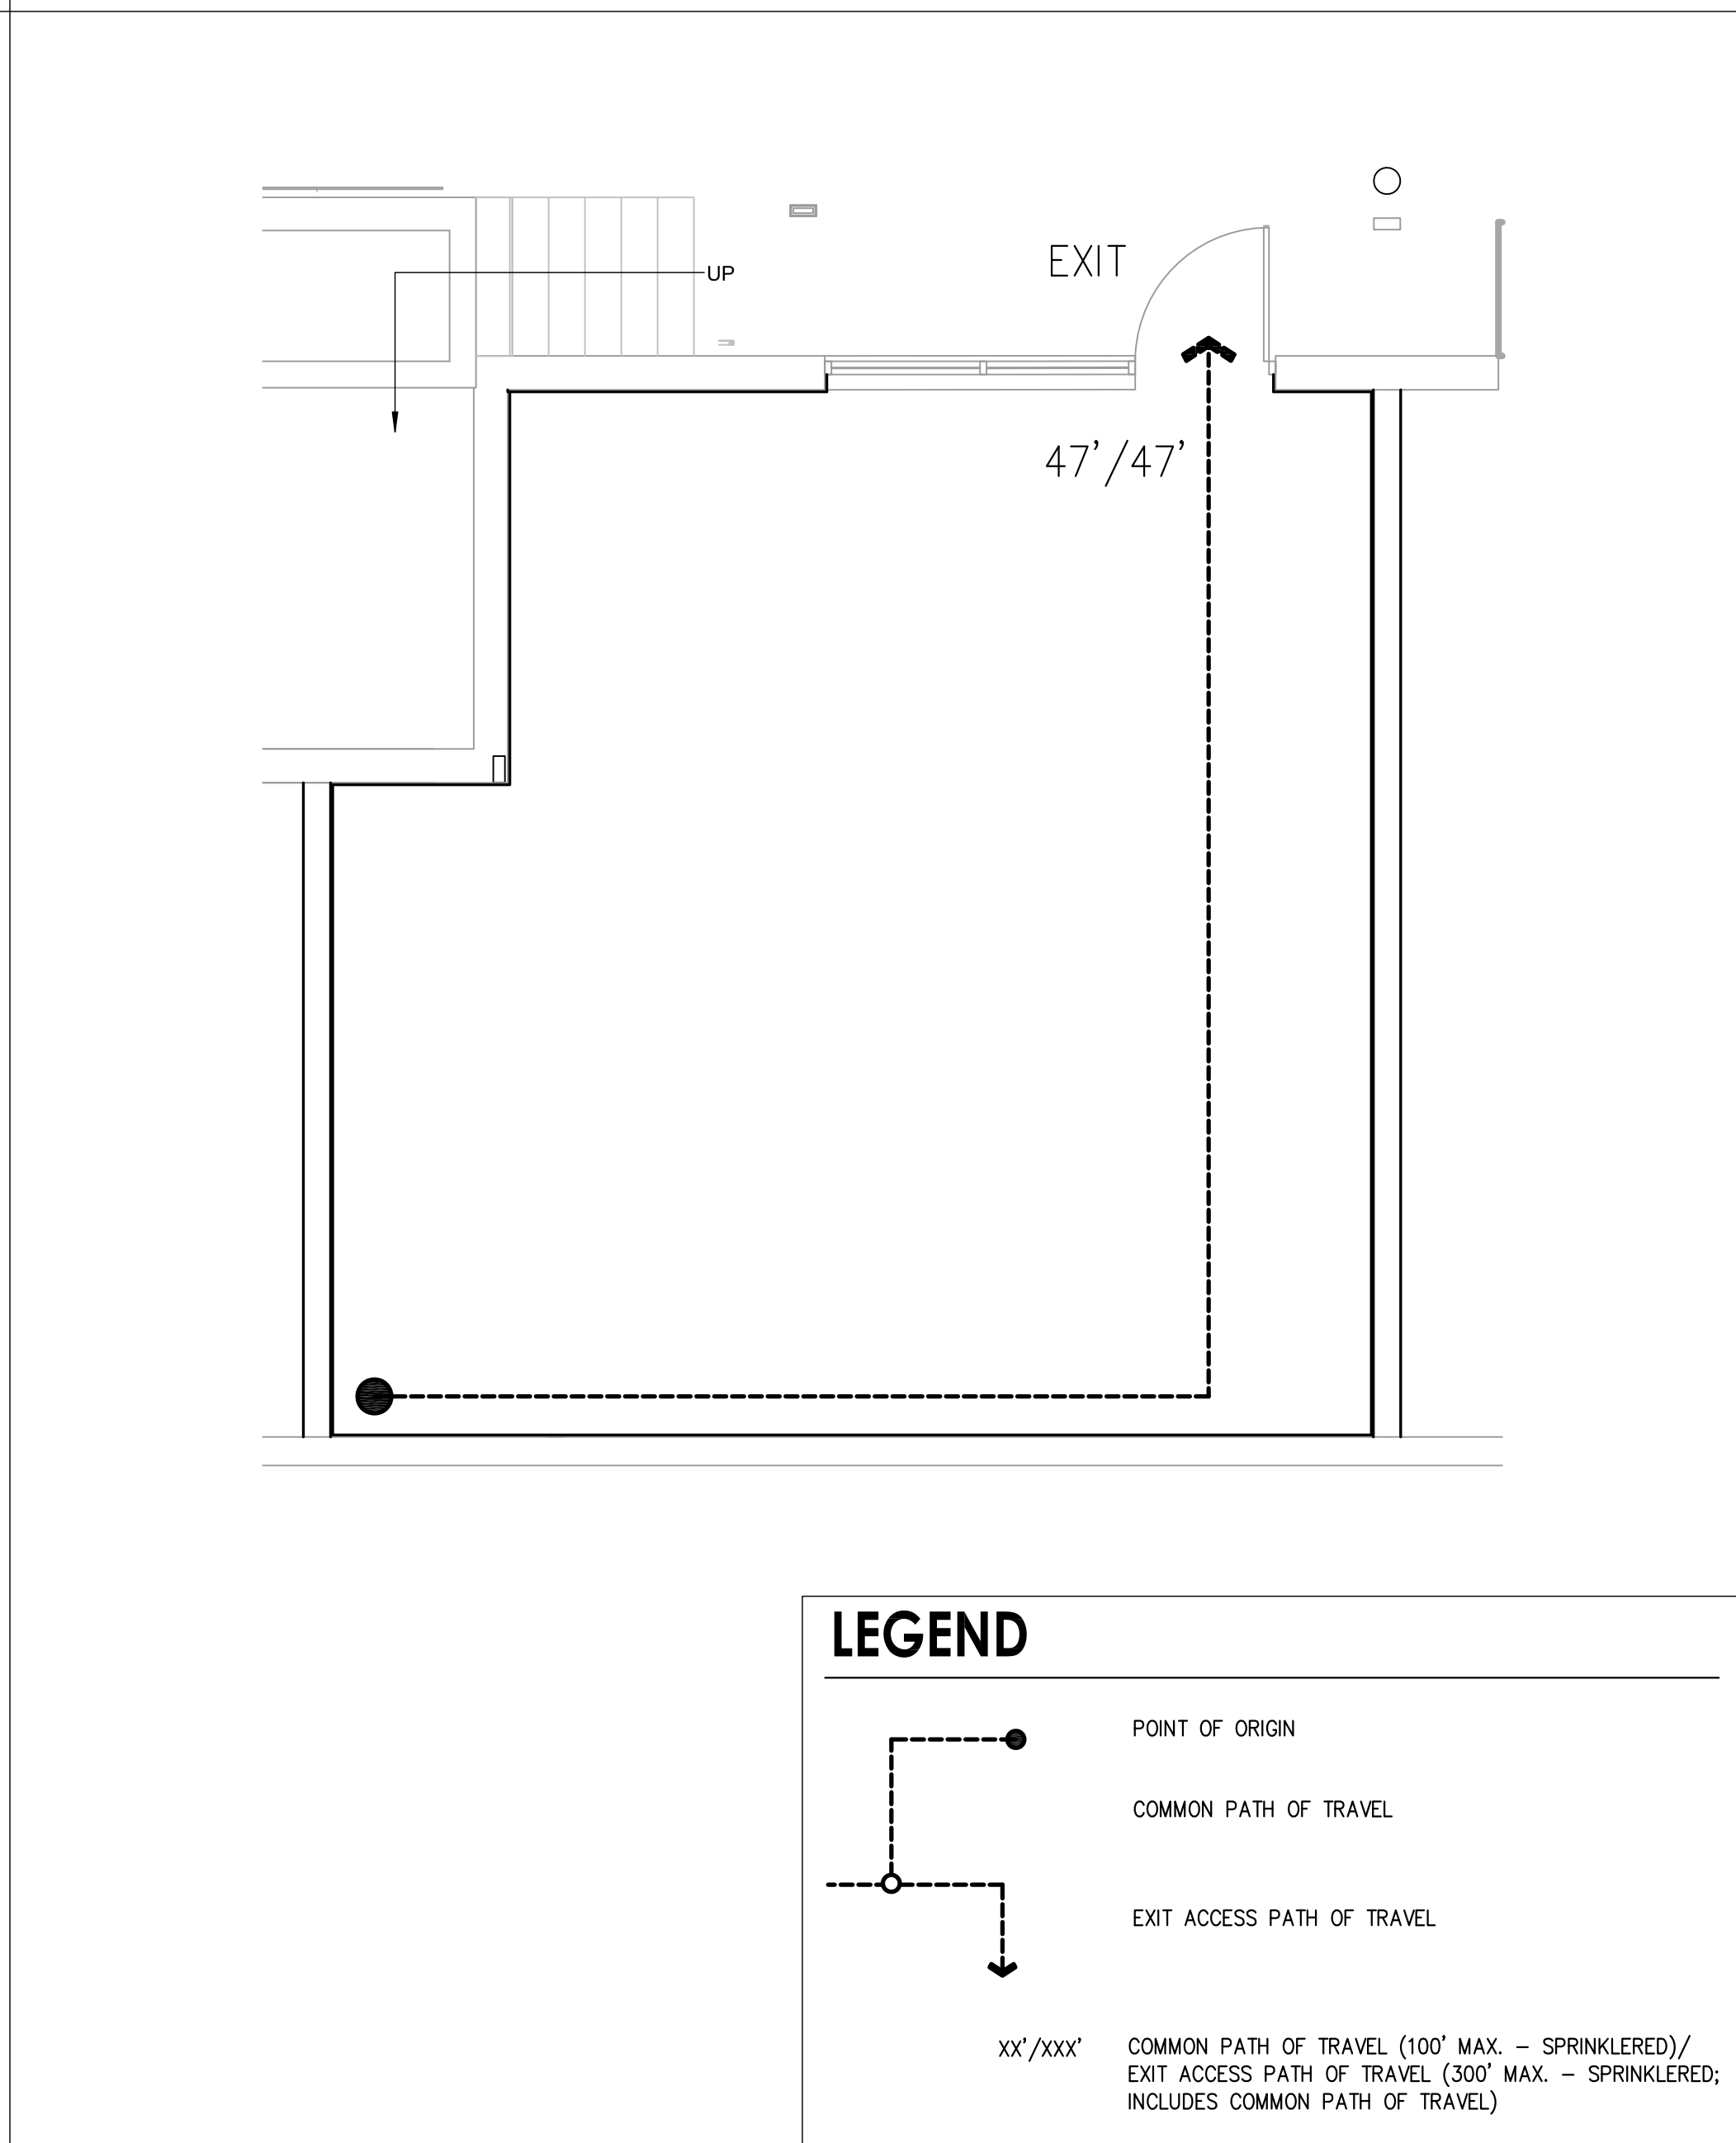 EXIT
UP
47'/47'
LEGEND
POINT OF ORIGIN
COMMON PATH OF TRAVEL
EXIT ACCESS PATH OF TRAVEL
XX'/XXX'
COMMON PATH OF TRAVEL (100' MAX. – SPRINKLERED)/
EXIT ACCESS PATH OF TRAVEL (300' MAX. – SPRINKLERED;
INCLUDES COMMON PATH OF TRAVEL)